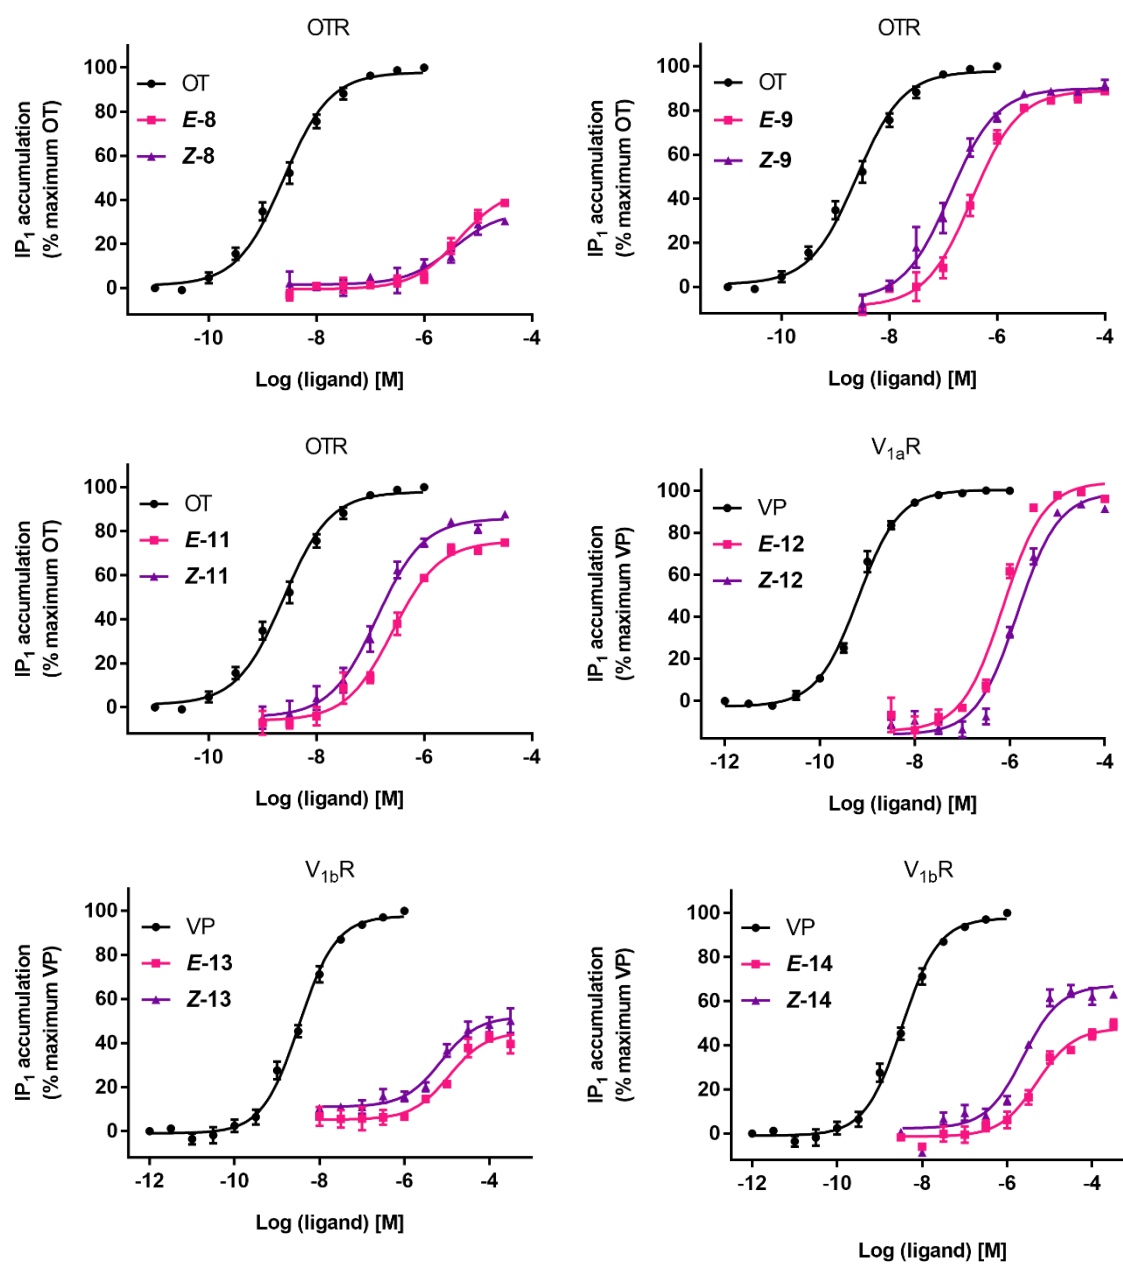 OTR
100
80
60
40
20
0
OT
E-8
Z-8
-10
-8
-6
-4
IP1 accumulation
(% maximum OT)
Log (ligand) [M]
OTR
100
80
60
40
20
0
OT
E-9
Z-9
-10
-8
-6
-4
IP1 accumulation
(% maximum OT)
Log (ligand) [M]
OTR
100
80
60
40
20
0
OT
E-11
Z-11
-10
-8
-6
-4
IP1 accumulation
(% maximum OT)
Log (ligand) [M]
V1aR
100
80
60
40
20
0
VP
E-12
Z-12
-12
-10
-8
-6
-4
IP1 accumulation
(% maximum VP)
Log (ligand) [M]
V1bR
100
80
60
40
20
0
VP
E-13
Z-13
-12
-10
-8
-6
-4
IP1 accumulation
(% maximum VP)
Log (ligand) [M]
V1bR
100
80
60
40
20
0
VP
E-14
Z-14
-12
-10
-8
-6
-4
IP1 accumulation
(% maximum VP)
Log (ligand) [M]